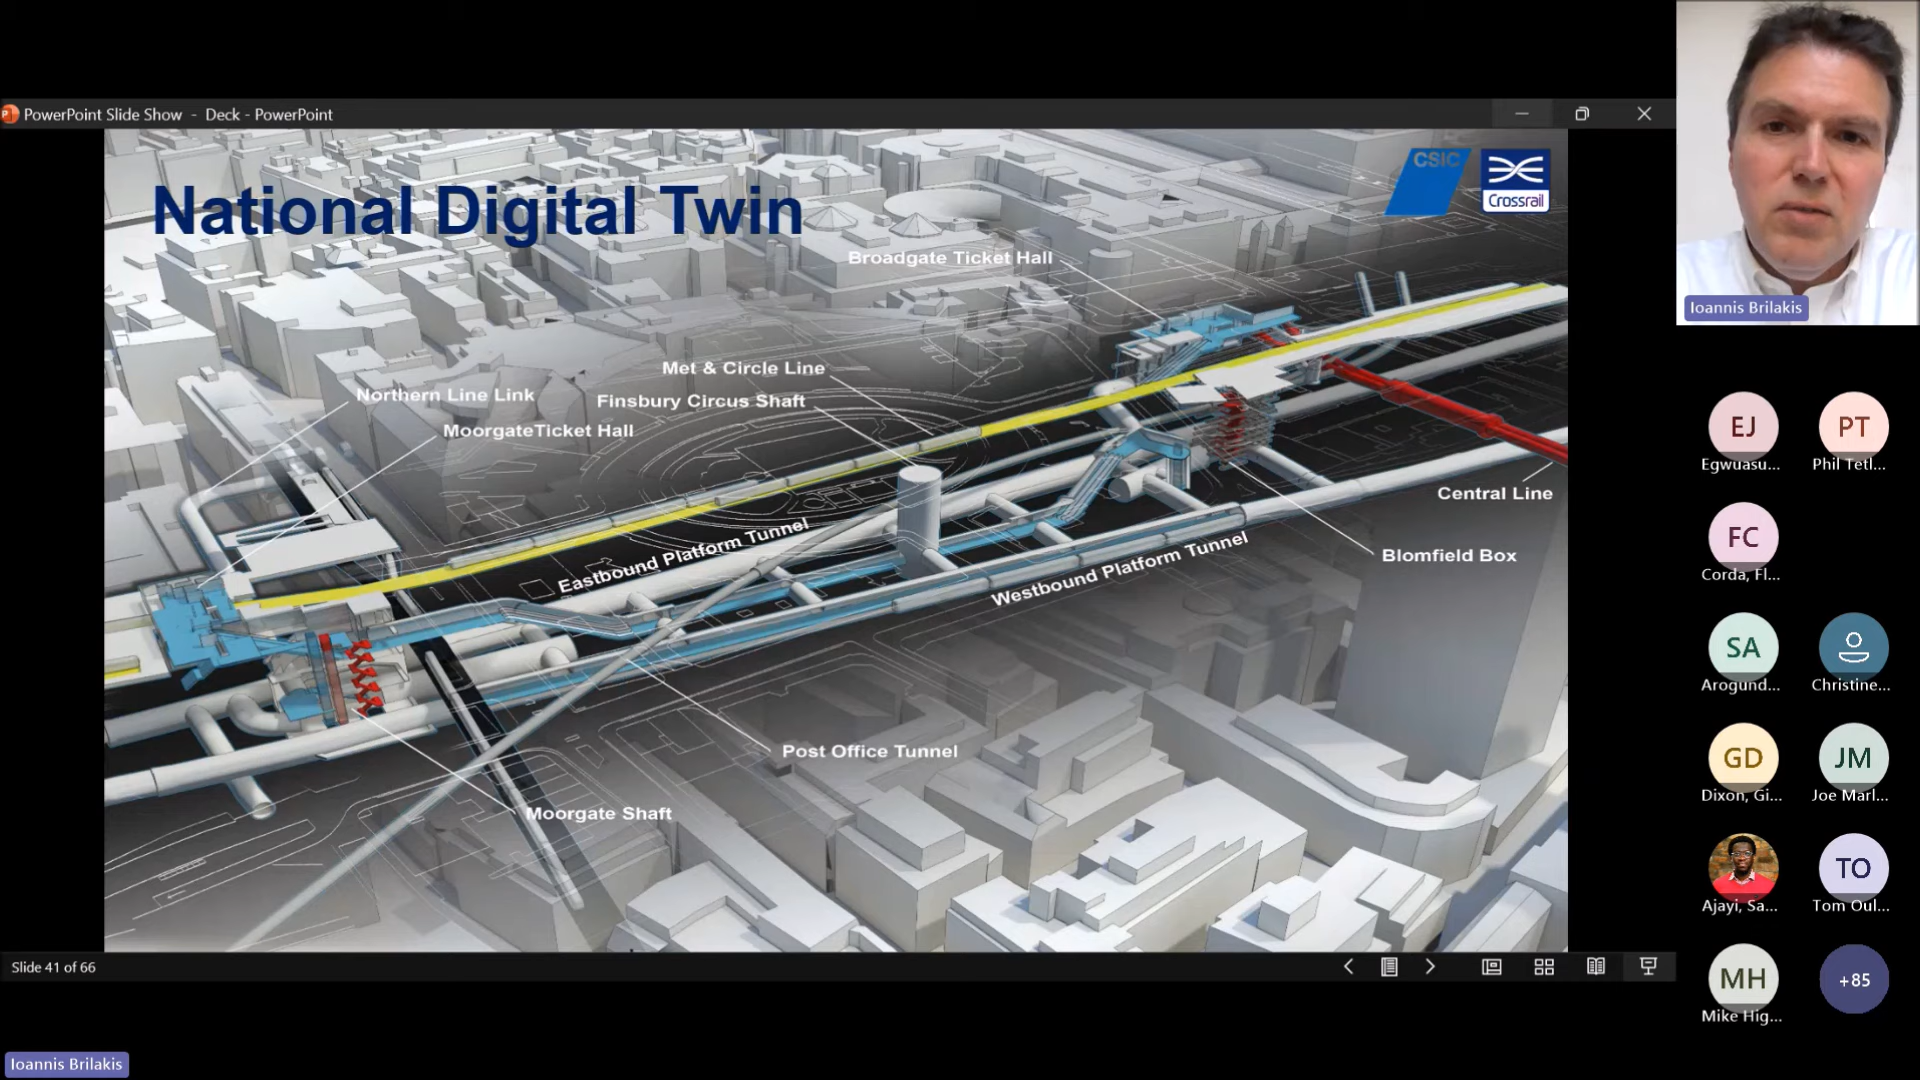 PowerPoint Slide Show - Deck - PowerPoint
National Digital Twin
CSIC
Crossrail
Broadgate Ticket Hall
Met & Circle Line
Northern Line Link
Finsbury Circus Shaft
MoorgateTicket Hall
Central Line
Eastbound Platform Tunnel
Westbound Platform Tunnel
Blomfield Box
Post Office Tunnel
Moorgate Shaft
Slide 41 of 66
Ioannis Brilakis
Ioannis Brilakis
EJ
Egwuasu...
PT
Phil Tetl...
FC
Corda, Fl...
SA
Arogund...
Christine...
GD
Dixon, Gi...
JM
Joe Marl...
Ajayi, Sa...
TO
Tom Oul...
MH
Mike Hig...
+85